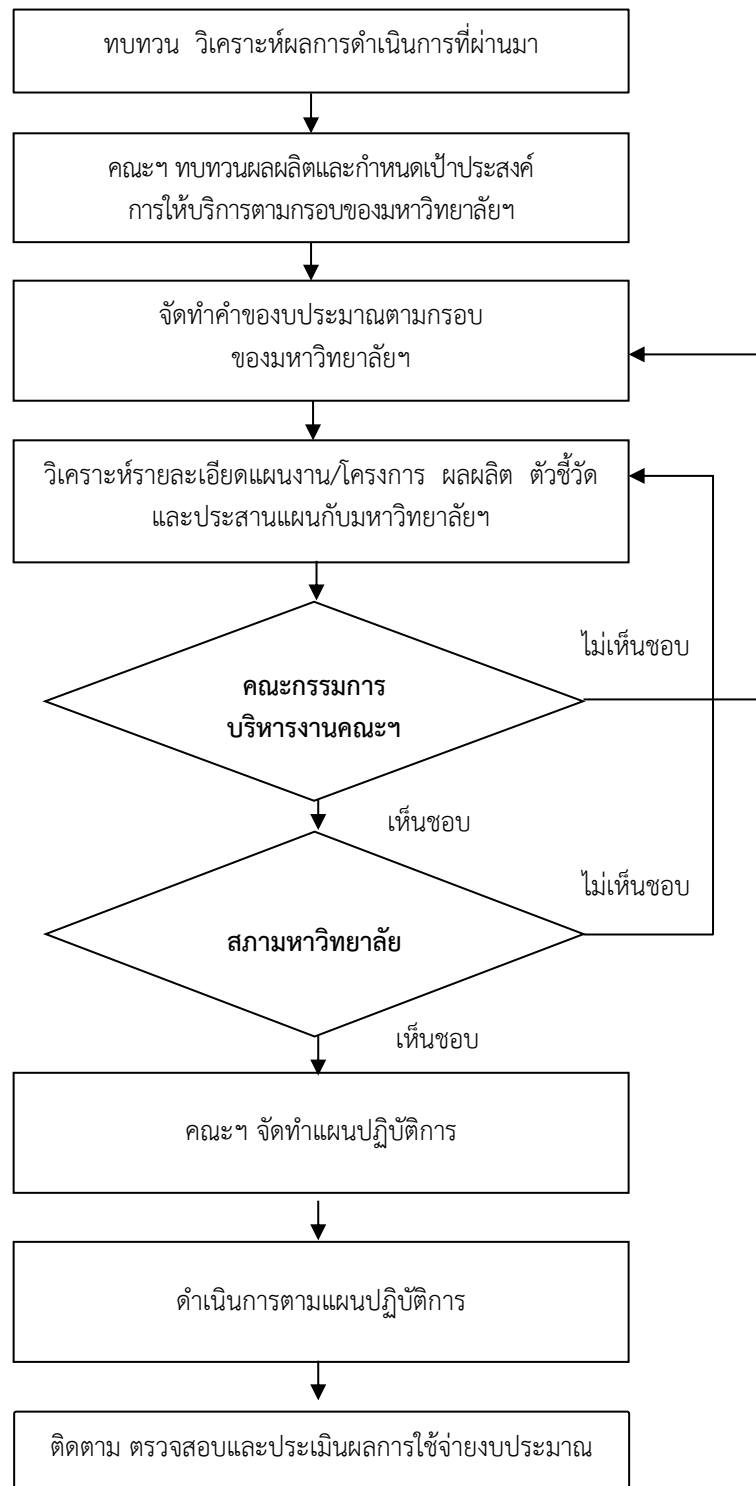 ทบทวน วิเคราะห์ผลการดำเนินการที่ผ่านมา
คณะฯ ทบทวนผลผลิตและกำหนดเป้าประสงค์
การให้บริการตามกรอบของมหาวิทยาลัยฯ
จัดทำคำของบประมาณตามกรอบ
ของมหาวิทยาลัยฯ
วิเคราะห์รายละเอียดแผนงาน/โครงการ ผลผลิต ตัวชี้วัด
และประสานแผนกับมหาวิทยาลัยฯ
ไม่เห็นชอบ
คณะกรรมการ
บริหารงานคณะฯ
เห็นชอบ
ไม่เห็นชอบ
สภามหาวิทยาลัย
เห็นชอบ
คณะฯ จัดทำแผนปฏิบัติการ
ดำเนินการตามแผนปฏิบัติการ
ติดตาม ตรวจสอบและประเมินผลการใช้จ่ายงบประมาณ